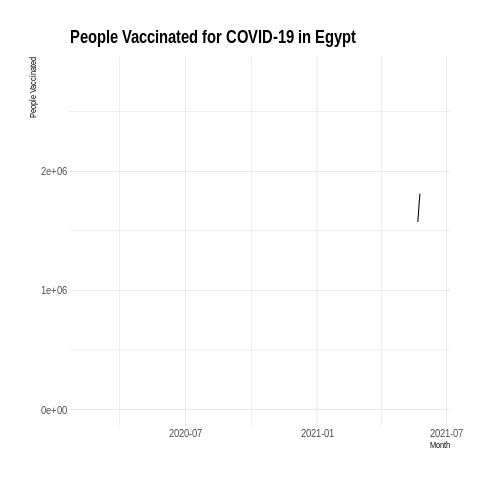 People Vaccinated for COVID-19 in Egypt
People Vaccinated
2e+06
1e+06
0e+00
2020-07
2021-01
2021-07
Month